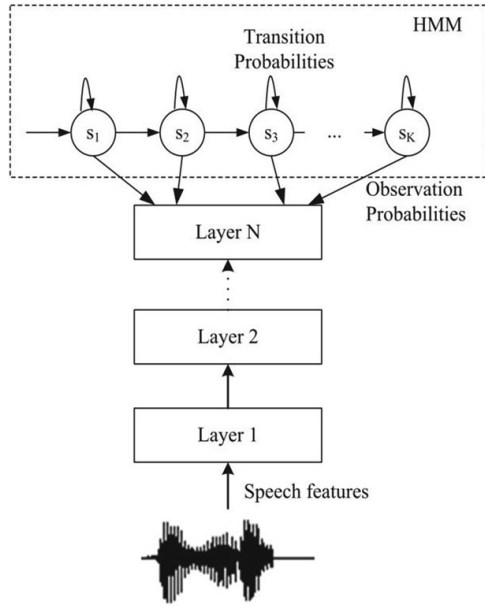 HMM
Transition
Probabilities
s1 s2 s3 ... sK
Observation
Probabilities
Layer N
Layer 2
Layer 1
Speech features